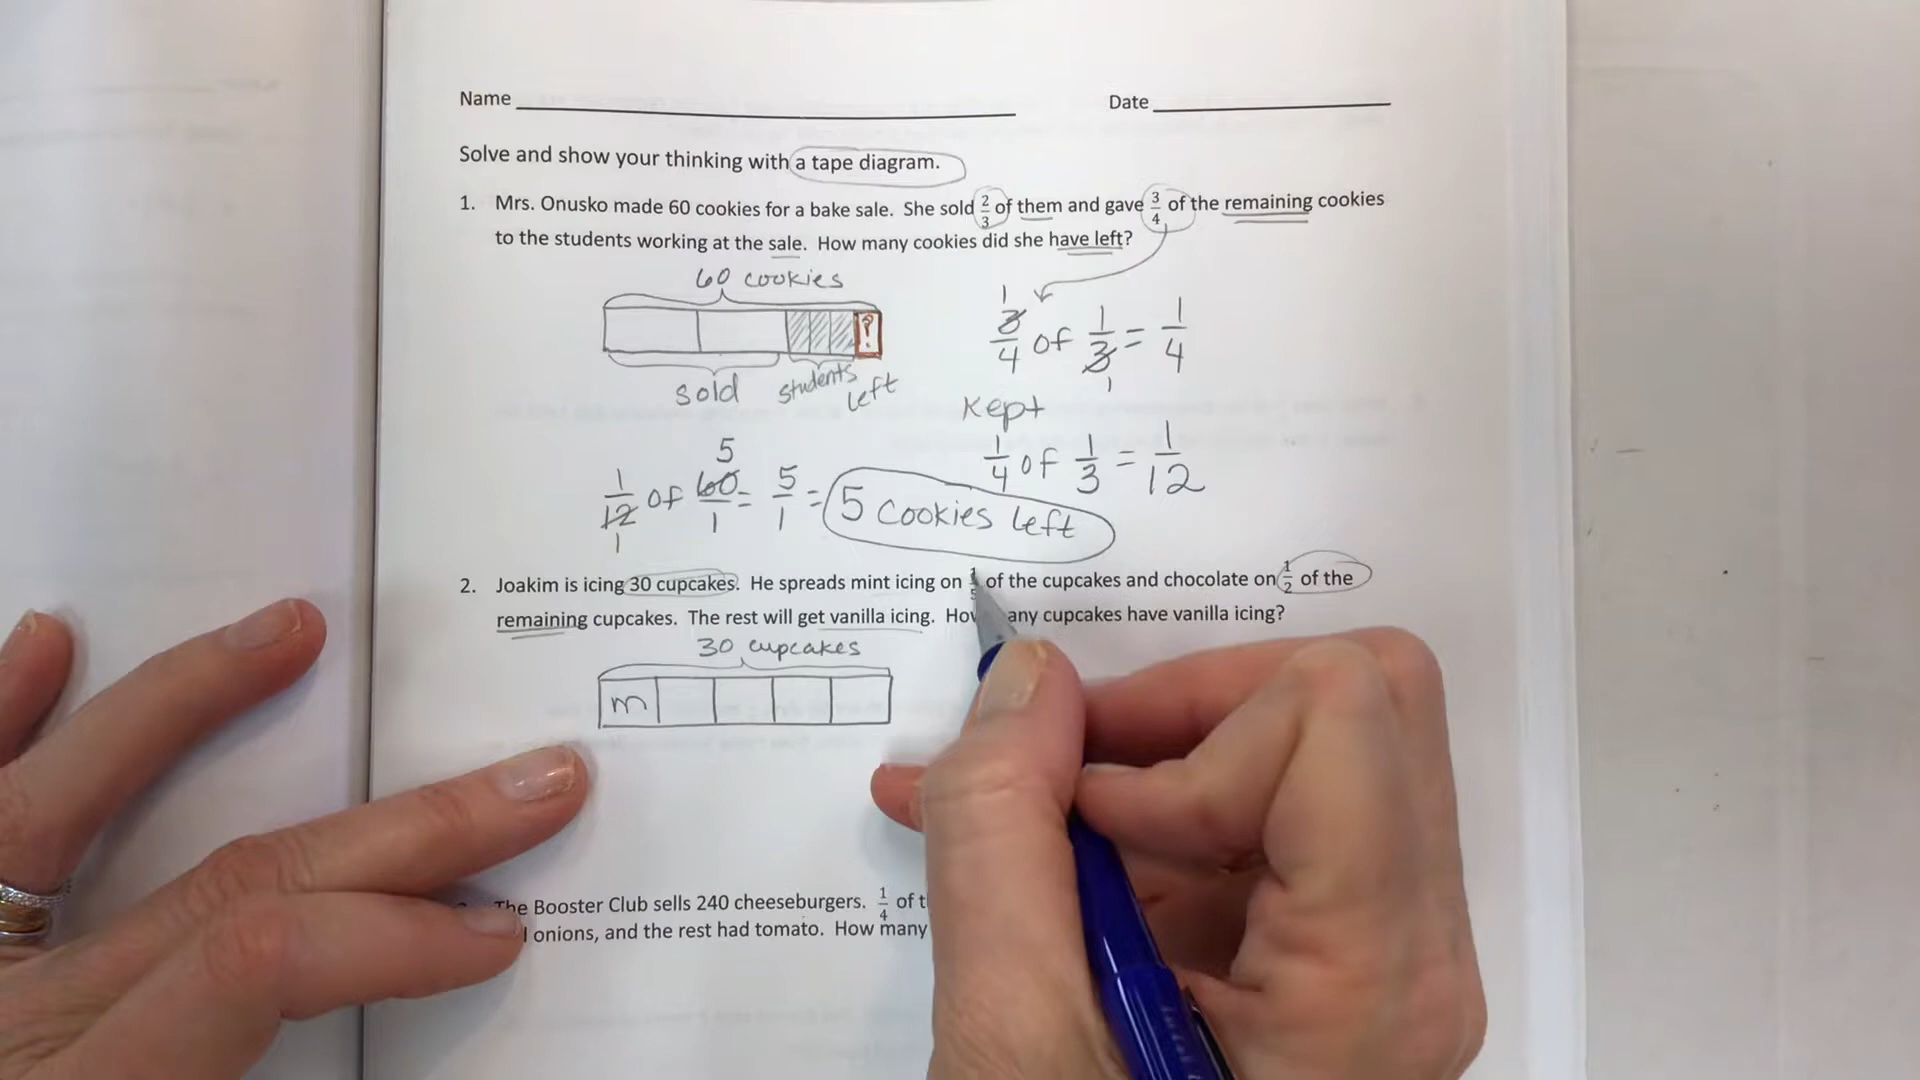 Name Date
Solve and show your thinking with a tape diagram.
1. Mrs. Onusko made 60 cookies for a bake sale. She sold 2/3 of them and gave 3/4 of the remaining cookies
to the students working at the sale. How many cookies did she have left?
60 cookies
?
sold students left
3/4 of 1/3 = 1/4
1 1
Kept
1/4 of 1/3 = 1/12
5
1/12 of 60/1 = 5/1 = 5 cookies left
1
2. Joakim is icing 30 cupcakes. He spreads mint icing on of the cupcakes and chocolate on 1/2 of the
remaining cupcakes. The rest will get vanilla icing. How any cupcakes have vanilla icing?
30 cupcakes
m
The Booster Club sells 240 cheeseburgers. 1/4 of t
onions, and the rest had tomato. How many